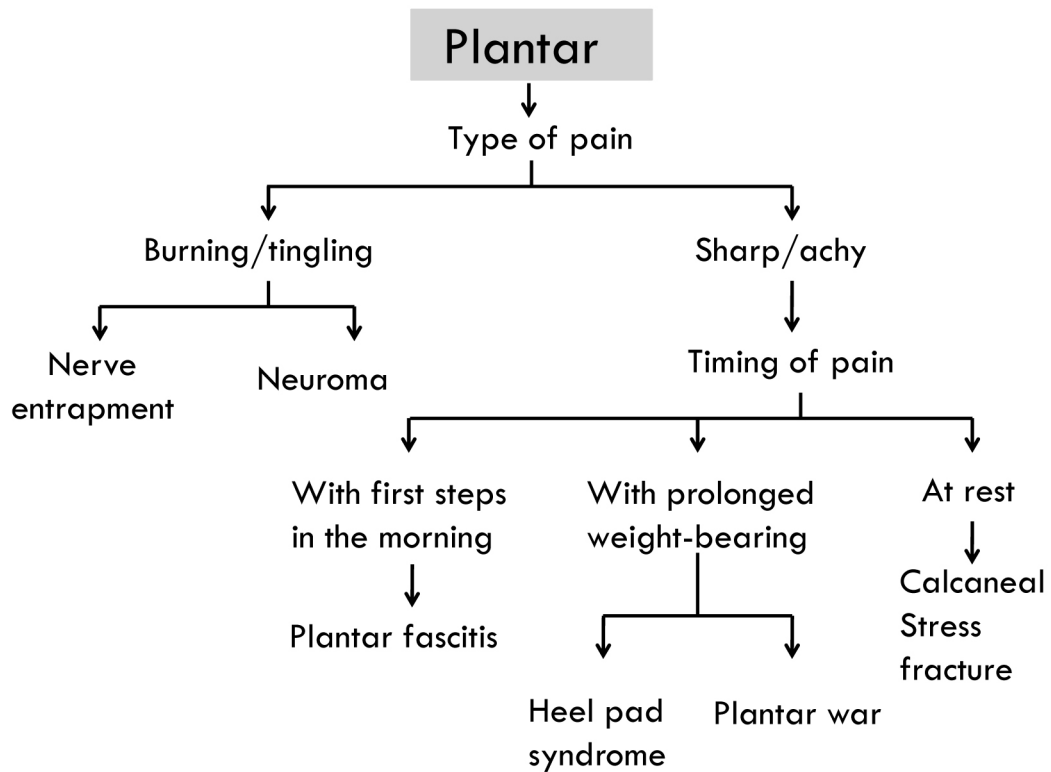 Plantar
Type of pain
Burning/tingling
Sharp/achy
Nerve
entrapment
Neuroma
Timing of pain
With first steps
in the morning
With prolonged
weight-bearing
At rest
Plantar fascitis
Calcaneal
Stress
fracture
Heel pad
syndrome
Plantar war